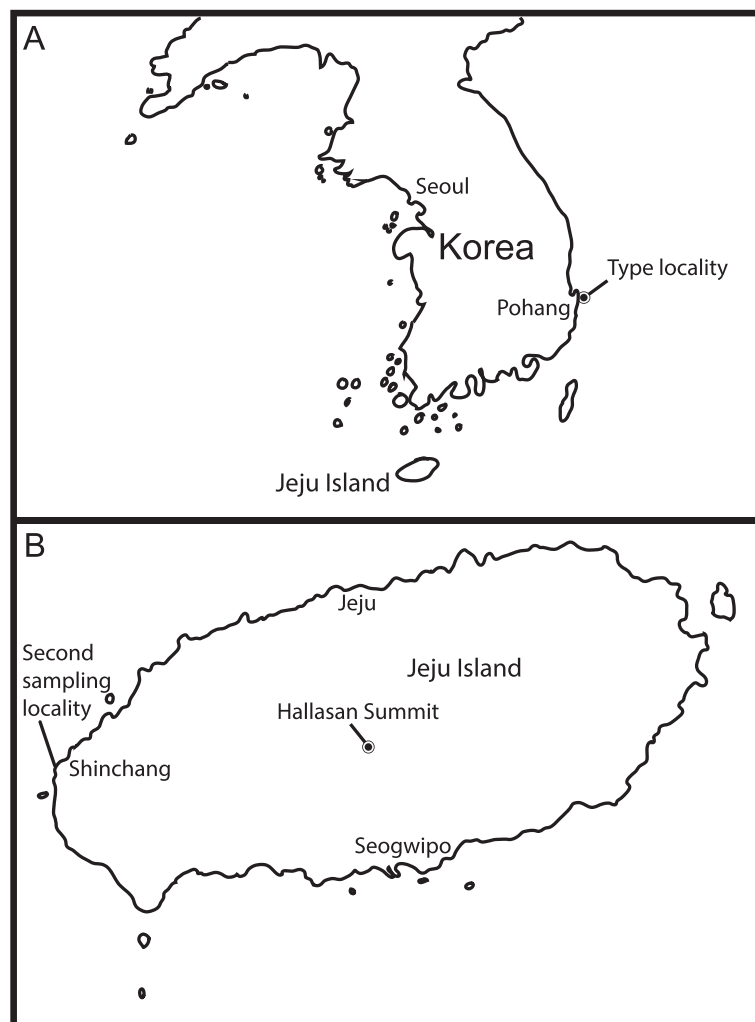 A
Seoul
Korea
Type locality
Pohang
Jeju Island
B
Jeju
Second
sampling
locality
Jeju Island
Hallasan Summit
Shinchang
Seogwipo